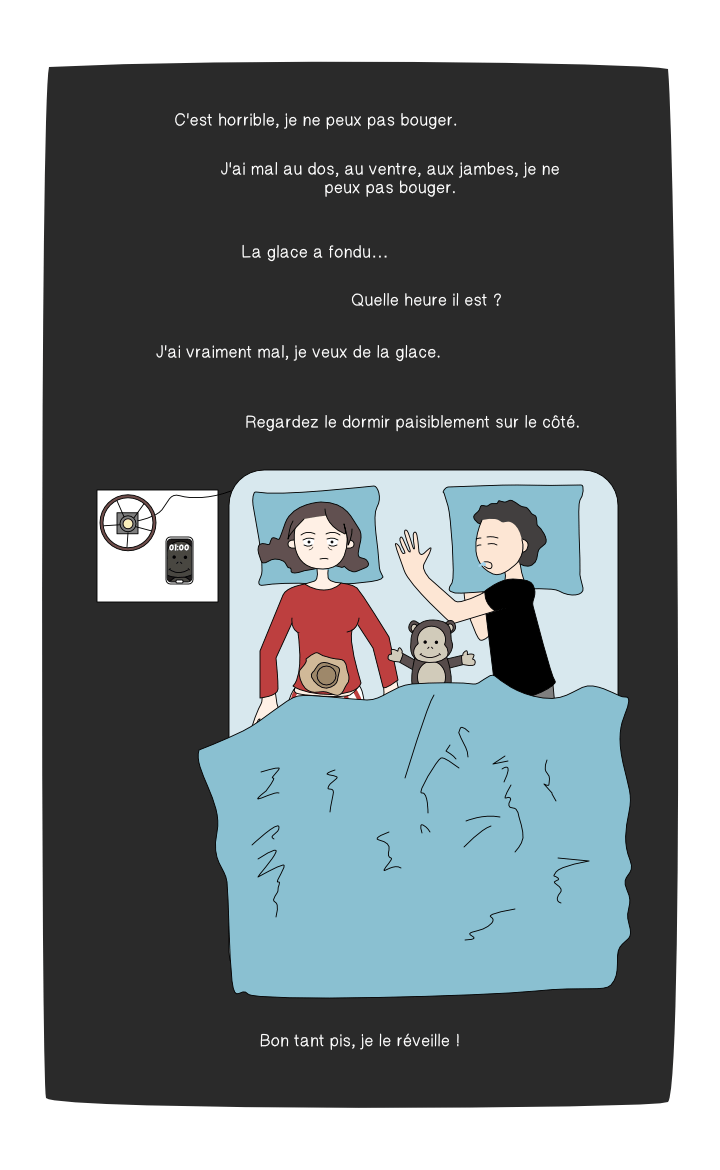 C'est horrible, je ne peux pas bouger.
J'ai mal au dos, au ventre, aux jambes, je ne
peux pas bouger.
La glace a fondu...
Quelle heure il est ?
J'ai vraiment mal, je veux de la glace.
Regardez le dormir paisiblement sur le côté.
01:00
Bon tant pis, je le réveille !